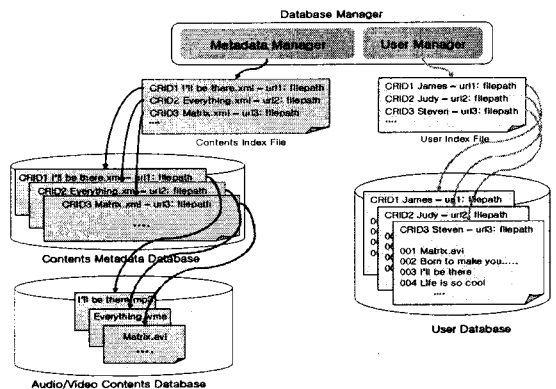 Database Manager
Metadata Manager
User Manager
CRID1 I'll be there.xml – url1: filepath
CRID2 Everything.xml – url2: filepath
CRID3 Matrix.xml – url3: filepath
....
Contents Index File
CRID1 James – url1: filepath
CRID2 Judy – url2: filepath
CRID3 Steven – url3: filepath
....
User Index File
CRID1 I'll be there.xml – url1: filepath
CRID2 Everything.xml – url2: filepath
CRID3 Matrix.xml – url3: filepath
....
Contents Metadata Database
CRID1 James – url1: filepath
CRID2 Judy – url2: filepath
CRID3 Steven – url3: filepath
001 Matrix.avi
002 Born to make you.....
003 I'll be there
004 Life is so cool
....
User Database
I'll be there.mp3
Everything.wma
Matrix.avi
....
Audio/Video Contents Database